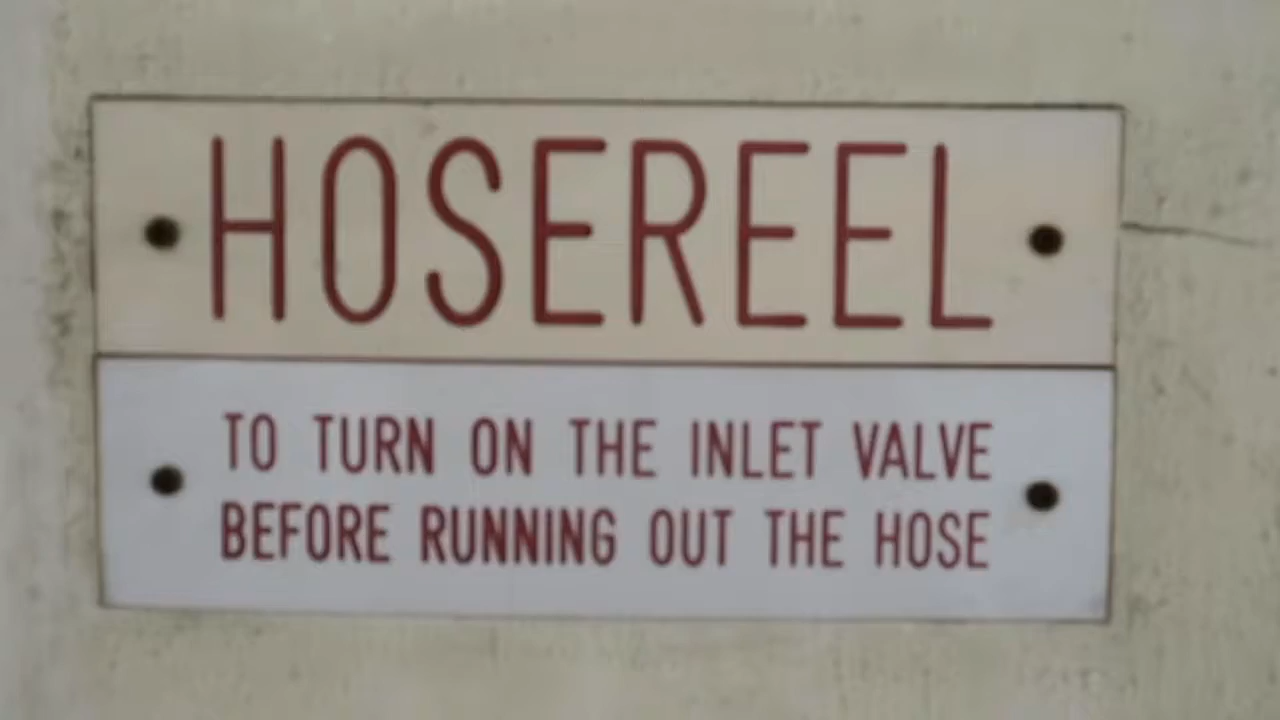 HOSEREEL
TO TURN ON THE INLET VALVE
BEFORE RUNNING OUT THE HOSE